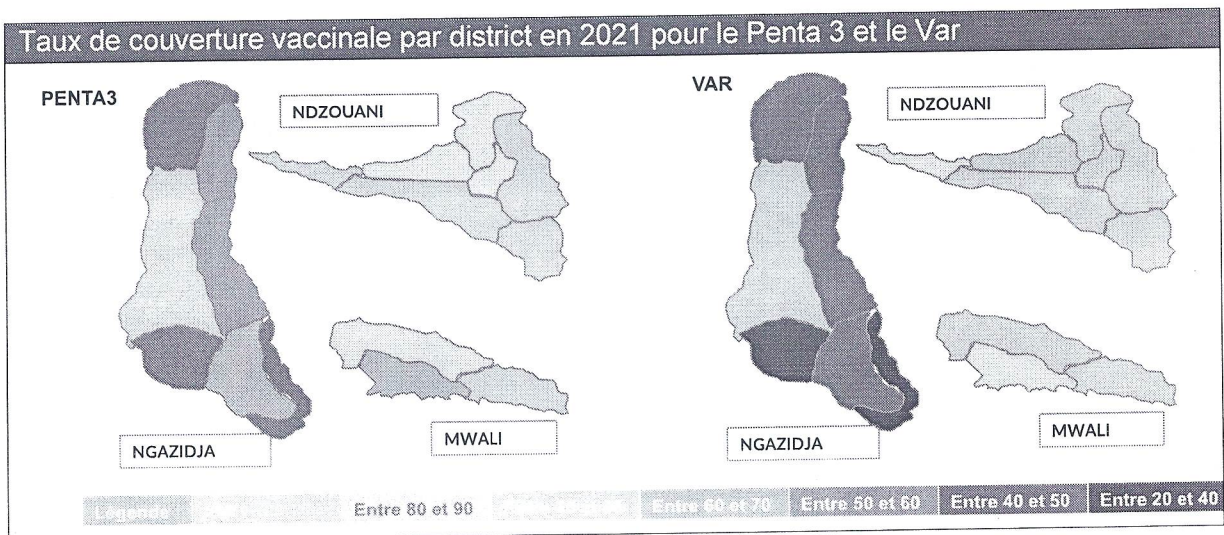 Taux de couverture vaccinale par district en 2021 pour le Penta 3 et le Var
PENTA3
NDZOUANI
VAR
NDZOUANI
NGAZIDJA
MWALI
NGAZIDJA
MWALI
Légende
Entre 80 et 90
Entre 60 et 70
Entre 50 et 60
Entre 40 et 50
Entre 20 et 40